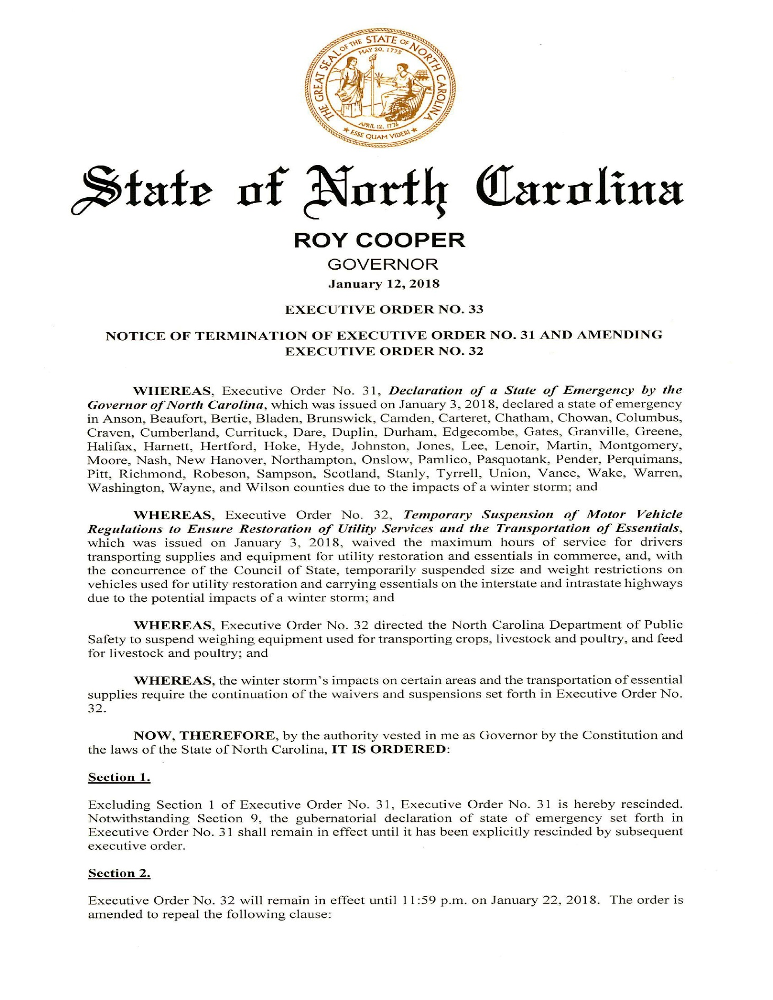 THE GREAT SEAL OF THE STATE OF NORTH CAROLINA
MAY 20, 1775
APRIL 12, 1776
★ ESSE QUAM VIDERI ★
State of North Carolina
ROY COOPER
GOVERNOR
January 12, 2018
EXECUTIVE ORDER NO. 33
NOTICE OF TERMINATION OF EXECUTIVE ORDER NO. 31 AND AMENDING
EXECUTIVE ORDER NO. 32
WHEREAS, Executive Order No. 31, Declaration of a State of Emergency by the
Governor of North Carolina, which was issued on January 3, 2018, declared a state of emergency
in Anson, Beaufort, Bertie, Bladen, Brunswick, Camden, Carteret, Chatham, Chowan, Columbus,
Craven, Cumberland, Currituck, Dare, Duplin, Durham, Edgecombe, Gates, Granville, Greene,
Halifax, Harnett, Hertford, Hoke, Hyde, Johnston, Jones, Lee, Lenoir, Martin, Montgomery,
Moore, Nash, New Hanover, Northampton, Onslow, Pamlico, Pasquotank, Pender, Perquimans,
Pitt, Richmond, Robeson, Sampson, Scotland, Stanly, Tyrrell, Union, Vance, Wake, Warren,
Washington, Wayne, and Wilson counties due to the impacts of a winter storm; and
WHEREAS, Executive Order No. 32, Temporary Suspension of Motor Vehicle
Regulations to Ensure Restoration of Utility Services and the Transportation of Essentials,
which was issued on January 3, 2018, waived the maximum hours of service for drivers
transporting supplies and equipment for utility restoration and essentials in commerce, and, with
the concurrence of the Council of State, temporarily suspended size and weight restrictions on
vehicles used for utility restoration and carrying essentials on the interstate and intrastate highways
due to the potential impacts of a winter storm; and
WHEREAS, Executive Order No. 32 directed the North Carolina Department of Public
Safety to suspend weighing equipment used for transporting crops, livestock and poultry, and feed
for livestock and poultry; and
WHEREAS, the winter storm's impacts on certain areas and the transportation of essential
supplies require the continuation of the waivers and suspensions set forth in Executive Order No.
32.
NOW, THEREFORE, by the authority vested in me as Governor by the Constitution and
the laws of the State of North Carolina, IT IS ORDERED:
Section 1.
Excluding Section 1 of Executive Order No. 31, Executive Order No. 31 is hereby rescinded.
Notwithstanding Section 9, the gubernatorial declaration of state of emergency set forth in
Executive Order No. 31 shall remain in effect until it has been explicitly rescinded by subsequent
executive order.
Section 2.
Executive Order No. 32 will remain in effect until 11:59 p.m. on January 22, 2018. The order is
amended to repeal the following clause: